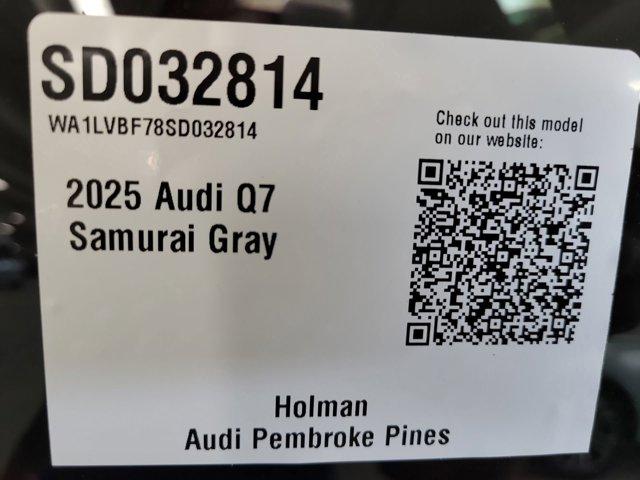 SD032814
WA1LVBF78SD032814
Check out this model
on our website:
2025 Audi Q7
Samurai Gray
Holman
Audi Pembroke Pines